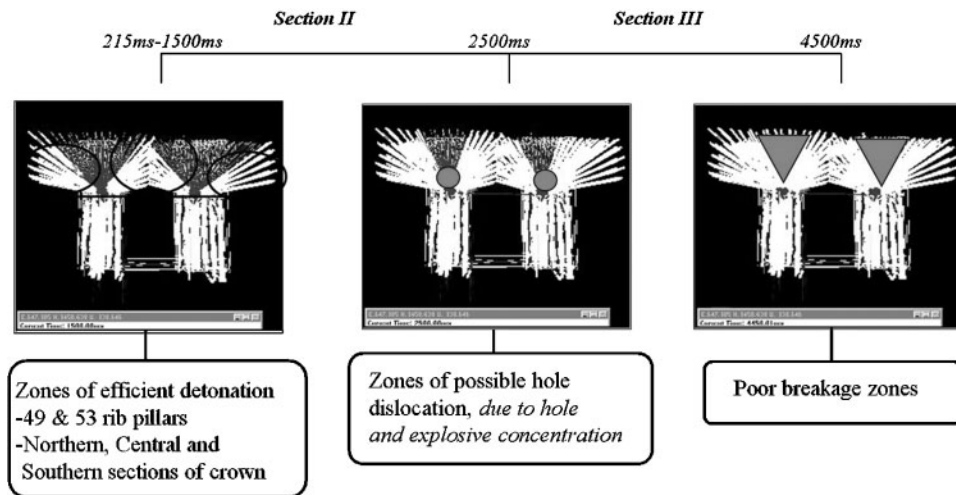 Section II
Section III
215ms-1500ms
2500ms
4500ms
Zones of efficient detonation
-49 & 53 rib pillars
-Northern, Central and
Southern sections of crown
Zones of possible hole
dislocation, due to hole
and explosive concentration
Poor breakage zones